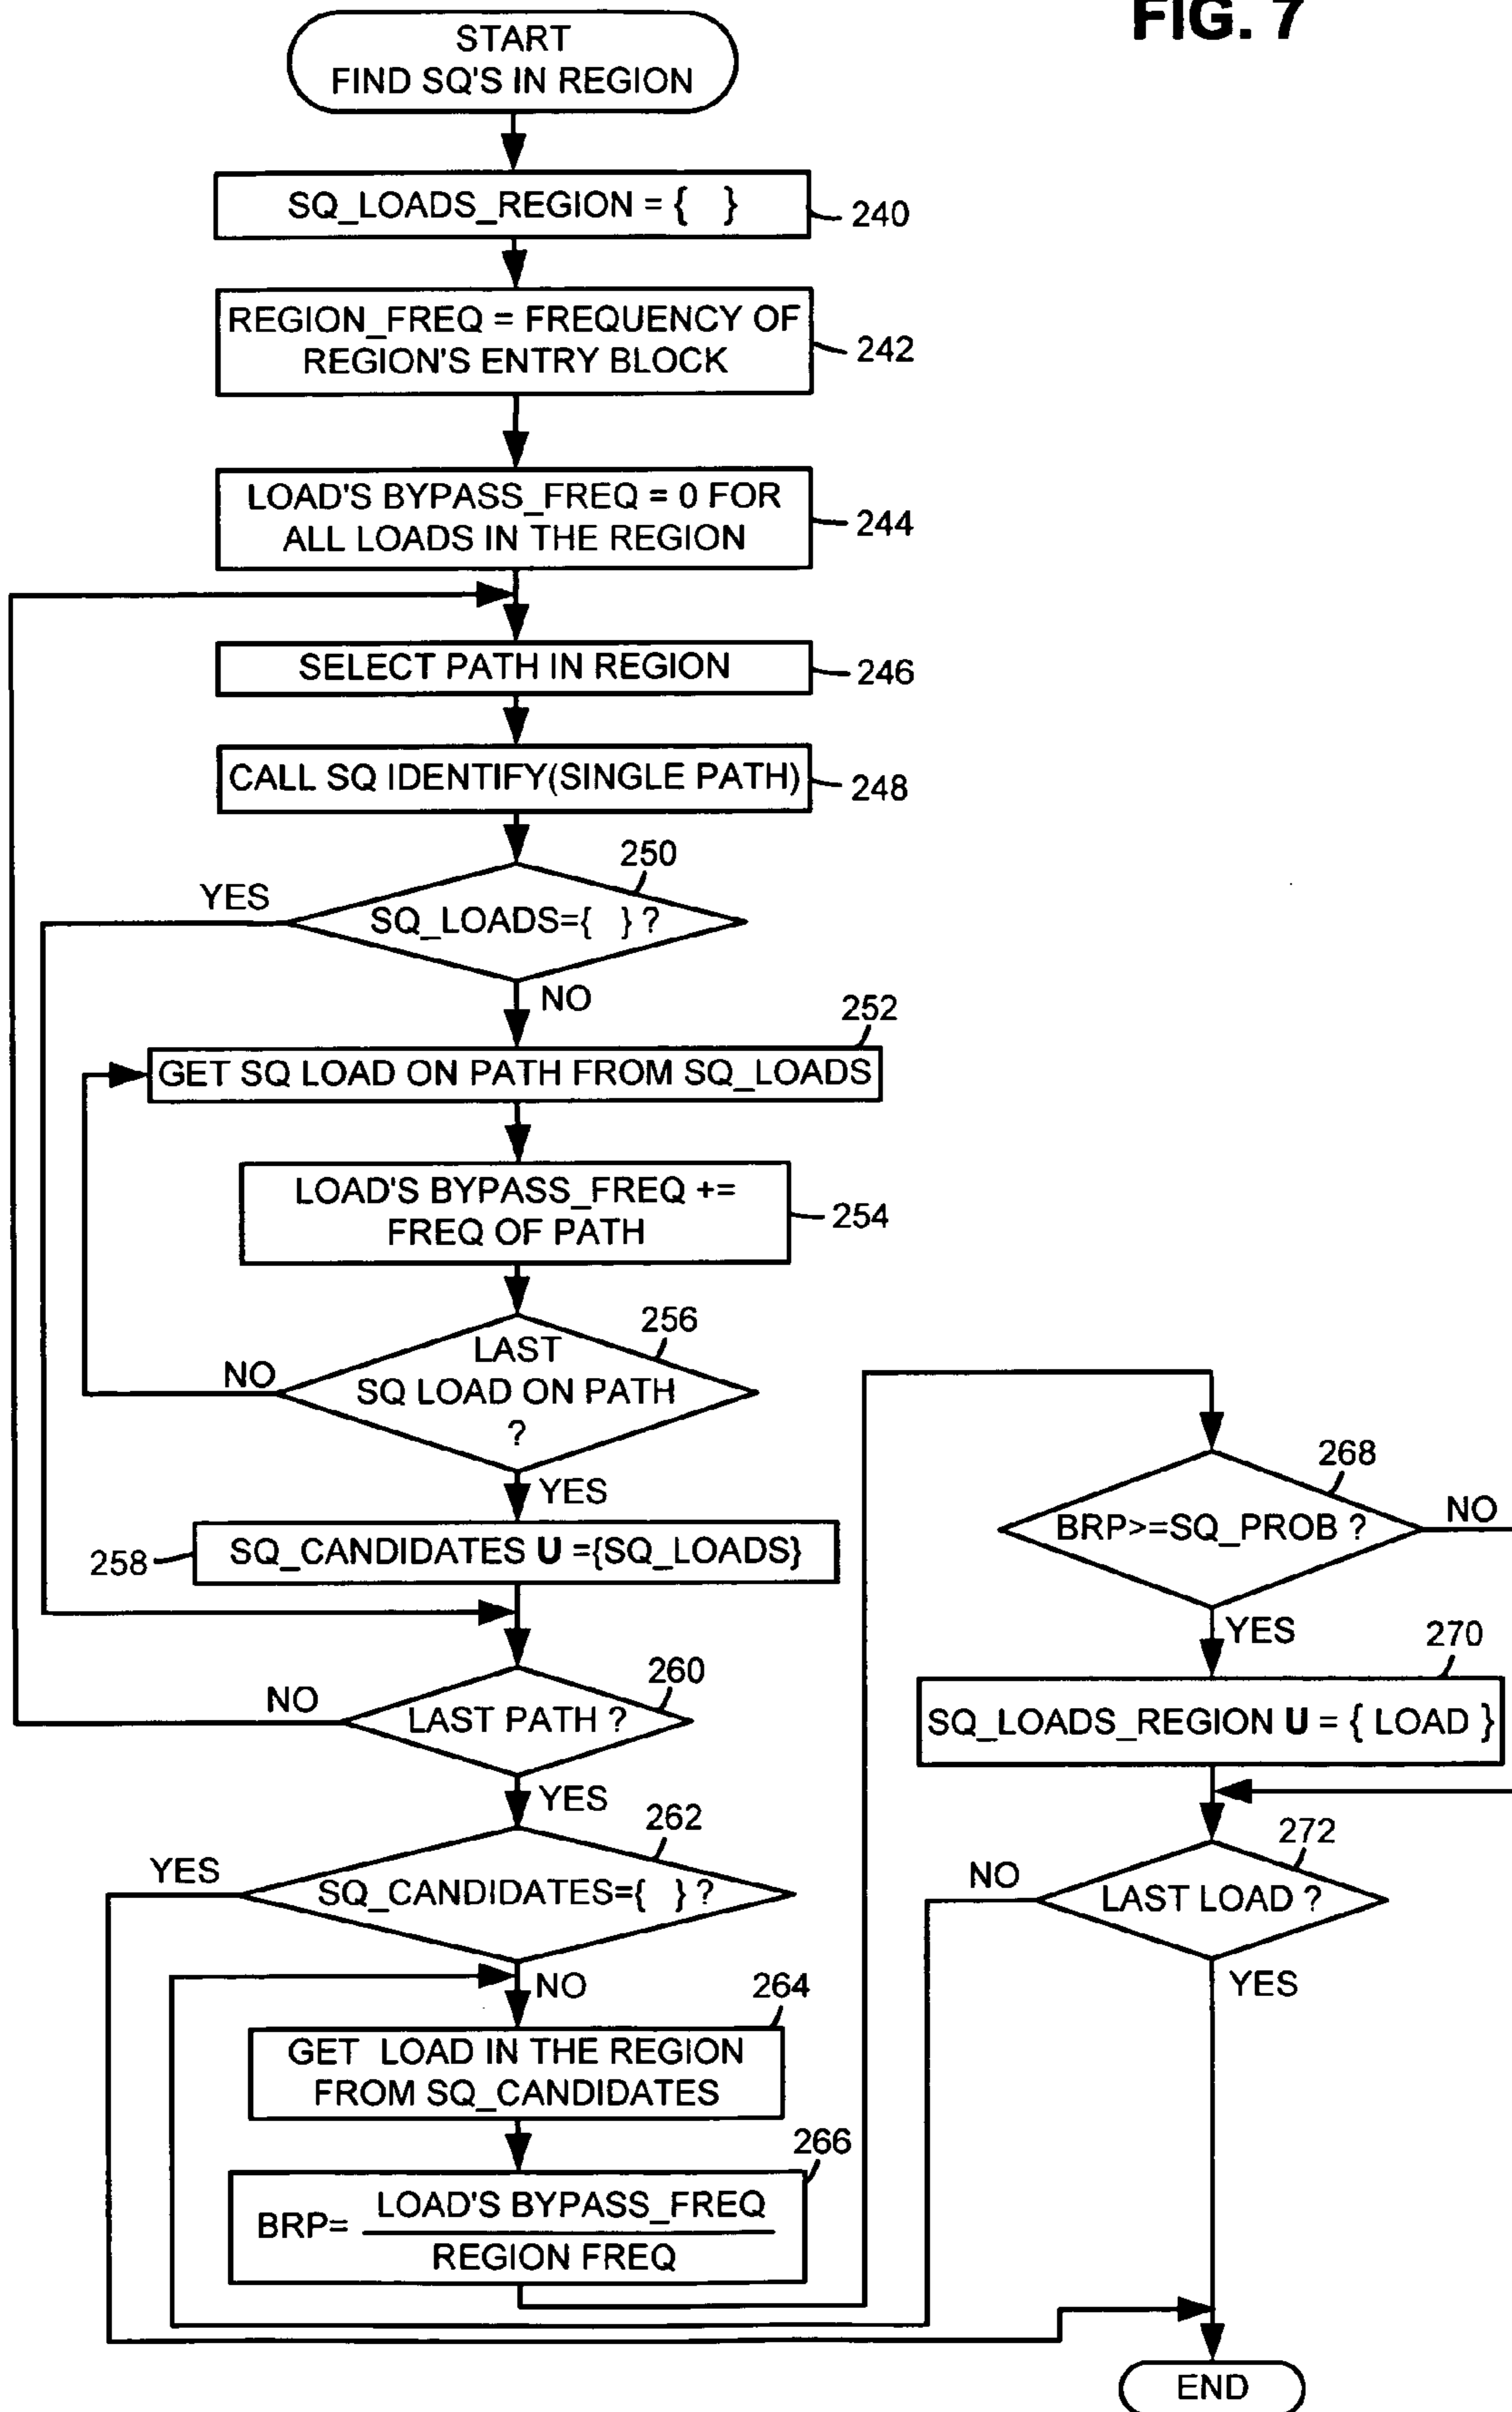 FIG. 7
START
FIND SQ'S IN REGION
SQ_LOADS_REGION = { }
240
REGION_FREQ = FREQUENCY OF
REGION'S ENTRY BLOCK
242
LOAD'S BYPASS_FREQ = 0 FOR
ALL LOADS IN THE REGION
244
SELECT PATH IN REGION
246
CALL SQ IDENTIFY(SINGLE PATH)
248
250
YES
SQ_LOADS={ } ?
NO
252
GET SQ LOAD ON PATH FROM SQ_LOADS
LOAD'S BYPASS_FREQ +=
FREQ OF PATH
254
256
LAST
SQ LOAD ON PATH
?
NO
YES
258
SQ_CANDIDATES U ={SQ_LOADS}
260
NO
LAST PATH ?
YES
262
YES
SQ_CANDIDATES={ } ?
NO
264
GET LOAD IN THE REGION
FROM SQ_CANDIDATES
266
BRP= LOAD'S BYPASS_FREQ
REGION FREQ
268
BRP>=SQ_PROB ?
NO
YES
270
SQ_LOADS_REGION U = { LOAD }
272
NO
LAST LOAD ?
YES
END